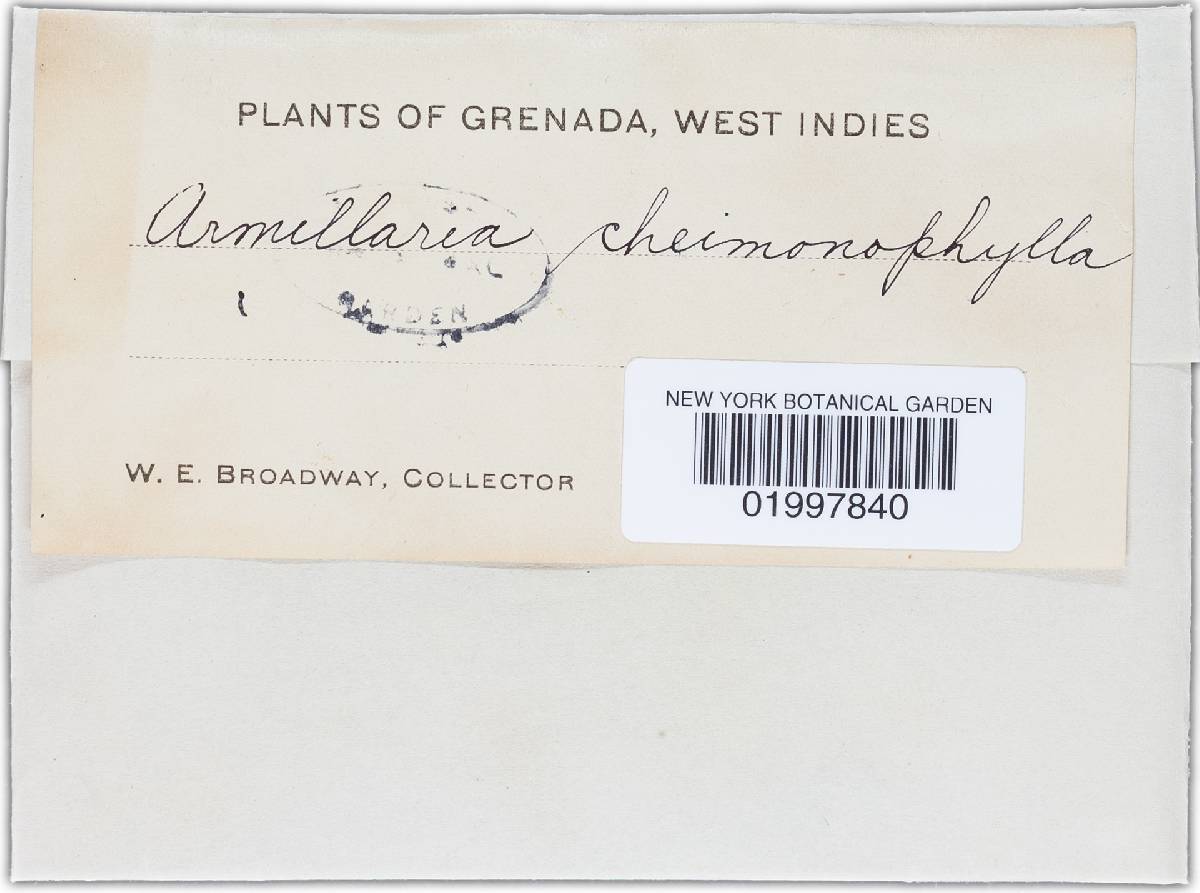 PLANTS OF GRENADA, WEST INDIES
Armillaria cheimonophylla
GARDEN
W. E. BROADWAY, COLLECTOR
NEW YORK BOTANICAL GARDEN
01997840